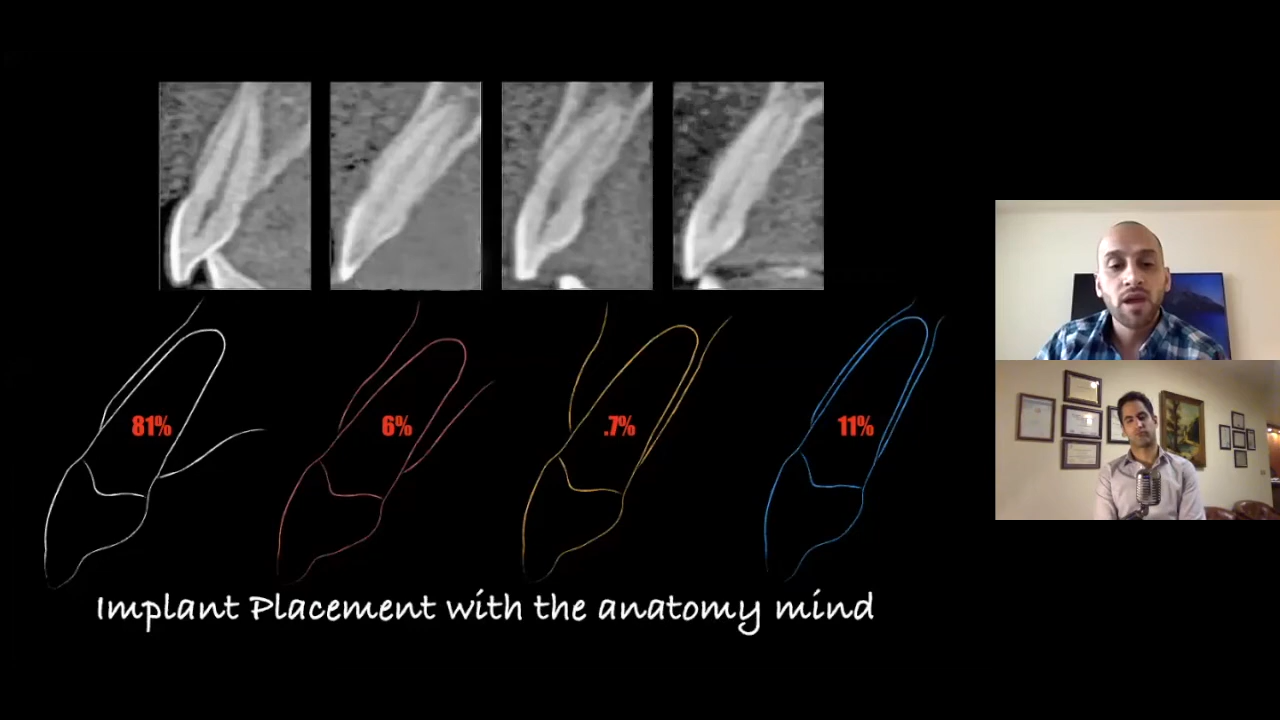 81%
6%
.7%
11%
Implant Placement with the anatomy mind